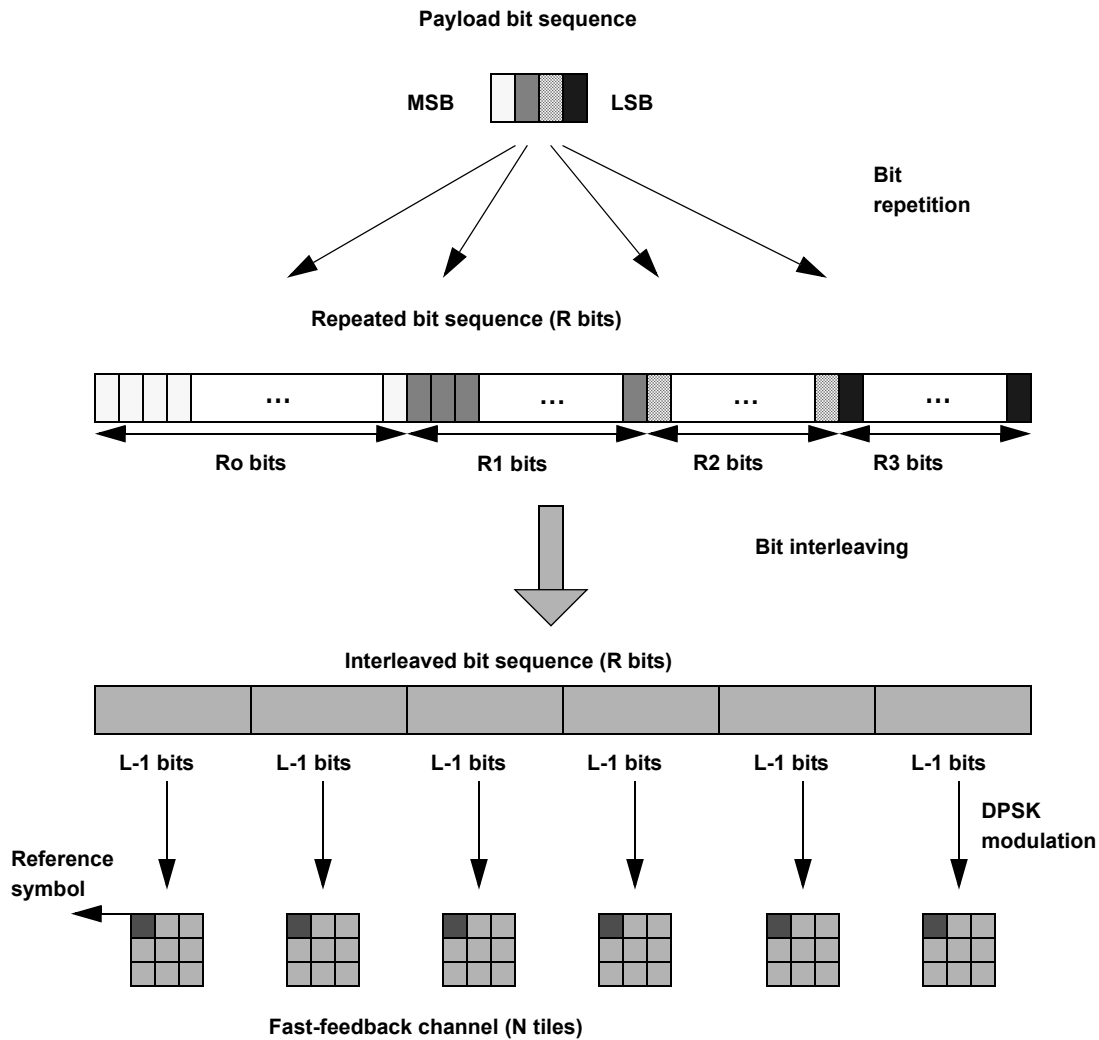 Payload bit sequence
MSB
LSB
Bit
repetition
Repeated bit sequence (R bits)
... ... ... ...
Ro bits R1 bits R2 bits R3 bits
Bit interleaving
Interleaved bit sequence (R bits)
L-1 bits L-1 bits L-1 bits L-1 bits L-1 bits L-1 bits
DPSK
modulation
Reference
symbol
Fast-feedback channel (N tiles)